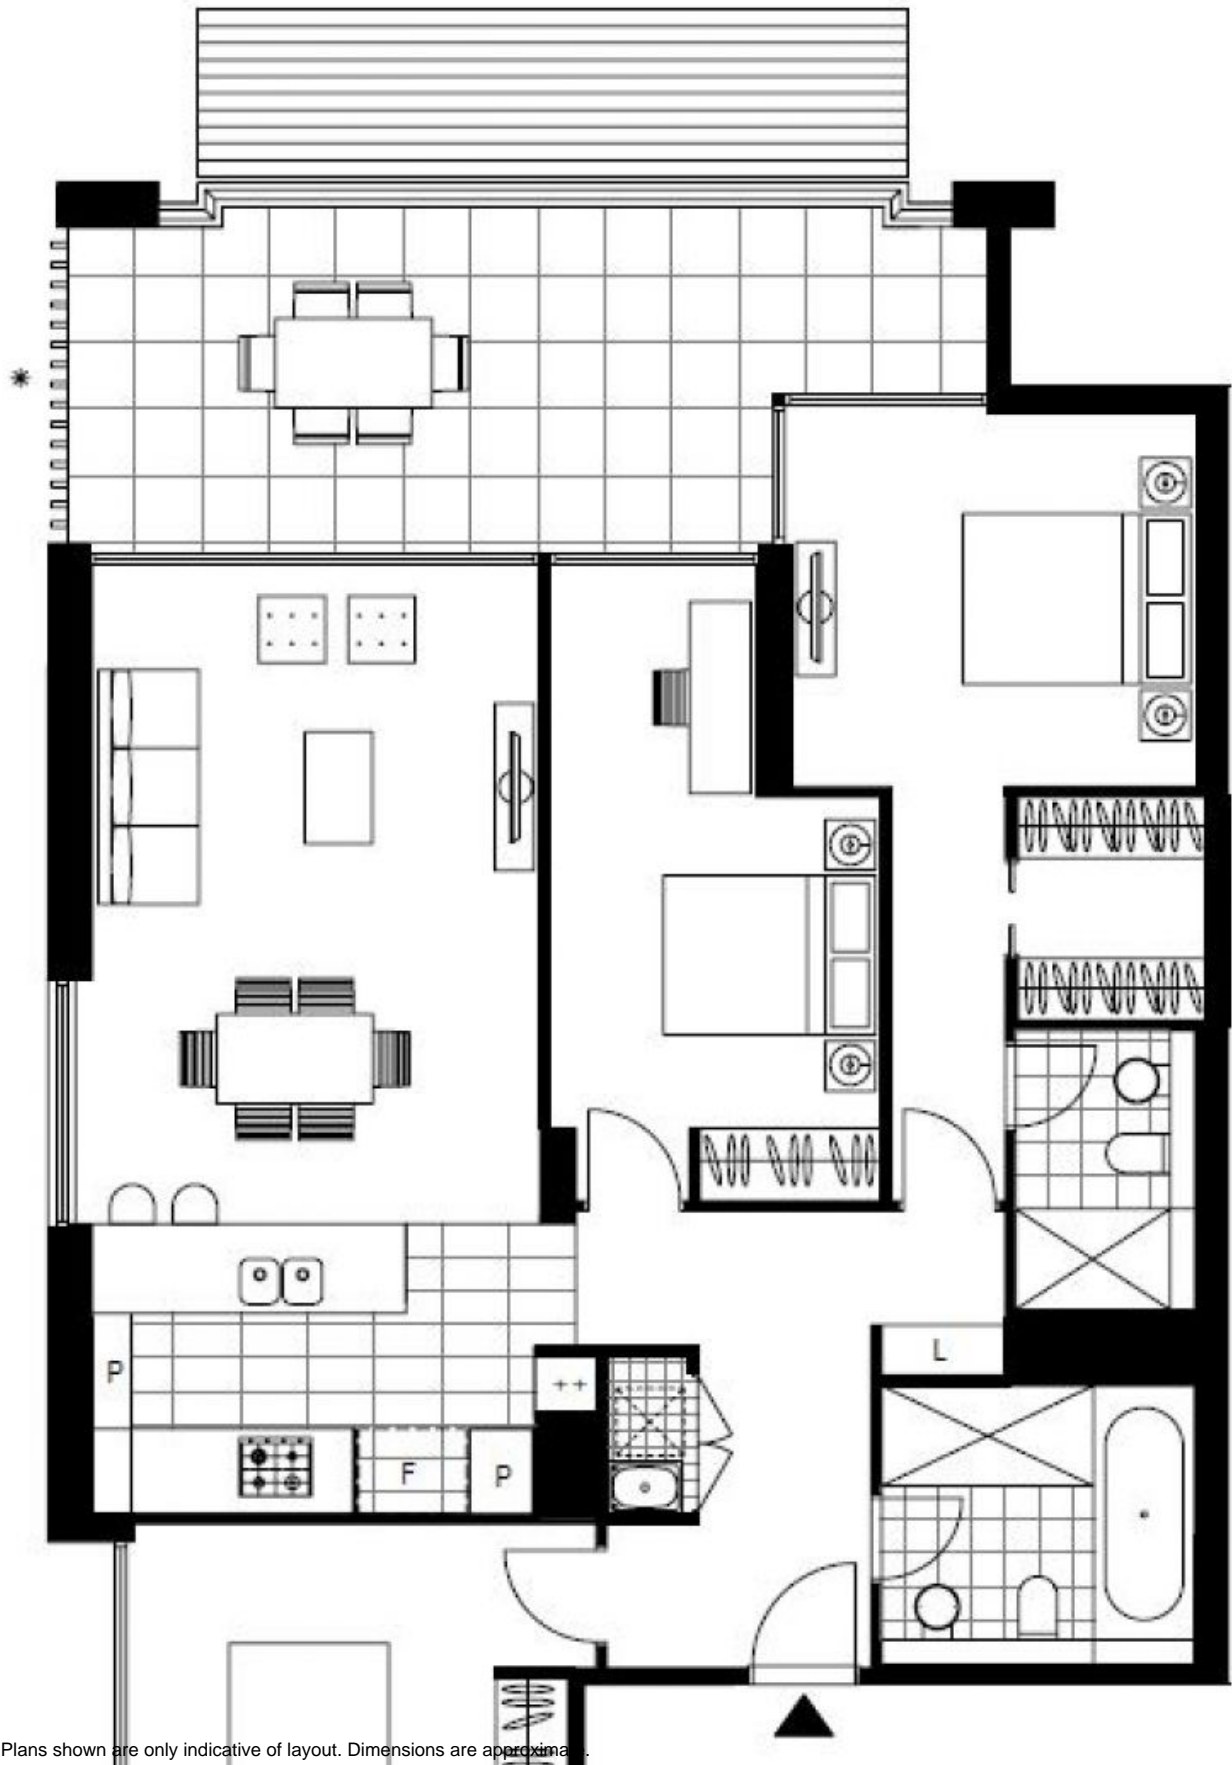 *
P
L
++
F
P
Plans shown are only indicative of layout. Dimensions are approximate.